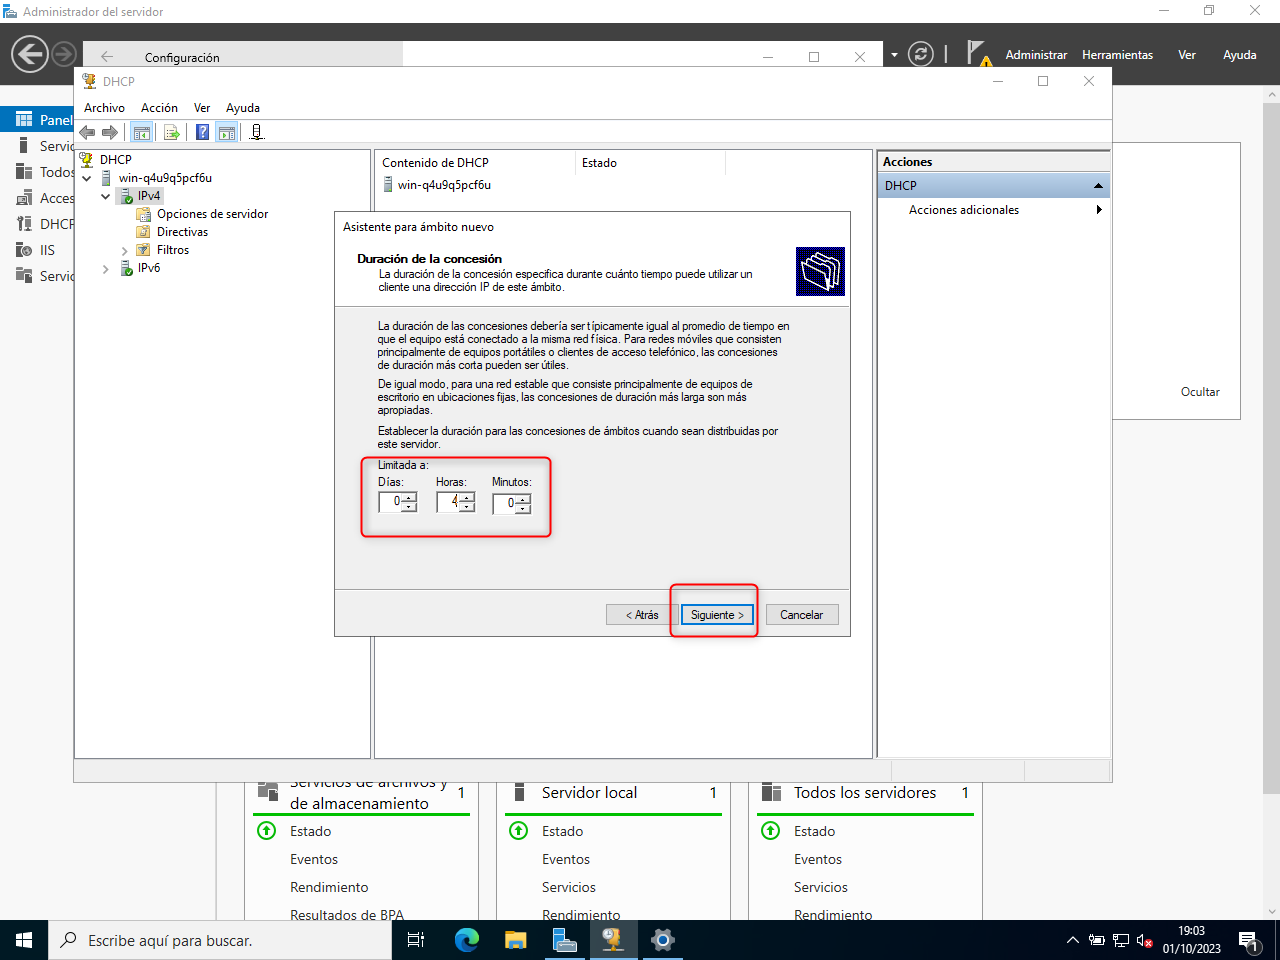 Administrador del servidor
Configuración
Administrar
Herramientas
Ver
Ayuda
DHCP
Archivo
Acción
Ver
Ayuda
Panel
Todos
DHCP
IIS
DHCP
win-q4u9q5pcf6u
IPv4
Opciones de servidor
Directivas
Filtros
IPv6
Contenido de DHCP
Estado
win-q4u9q5pcf6u
Acciones
DHCP
Acciones adicionales
Ocultar
Asistente para ámbito nuevo
Duración de la concesión
La duración de la concesión especifica durante cuánto tiempo puede utilizar un
cliente una dirección IP de este ámbito.
La duración de las concesiones debería ser típicamente igual al promedio de tiempo en
que el equipo está conectado a la misma red física. Para redes móviles que consisten
principalmente de equipos portátiles o clientes de acceso telefónico, las concesiones
de duración más corta pueden ser útiles.
De igual modo, para una red estable que consiste principalmente de equipos de
escritorio en ubicaciones fijas, las concesiones de duración más larga son más
apropiadas.
Establecer la duración para las concesiones de ámbitos cuando sean distribuidas por
este servidor.
Limitada a:
Días:
Horas:
Minutos:
0
4
0
< Atrás
Siguiente >
Cancelar
Servicios de archivos y
de almacenamiento
1
Estado
Eventos
Rendimiento
Resultados de BPA
Servidor local
1
Estado
Eventos
Servicios
Rendimiento
Todos los servidores
1
Estado
Eventos
Servicios
Rendimiento
Escribe aquí para buscar.
19:03
01/10/2023
1